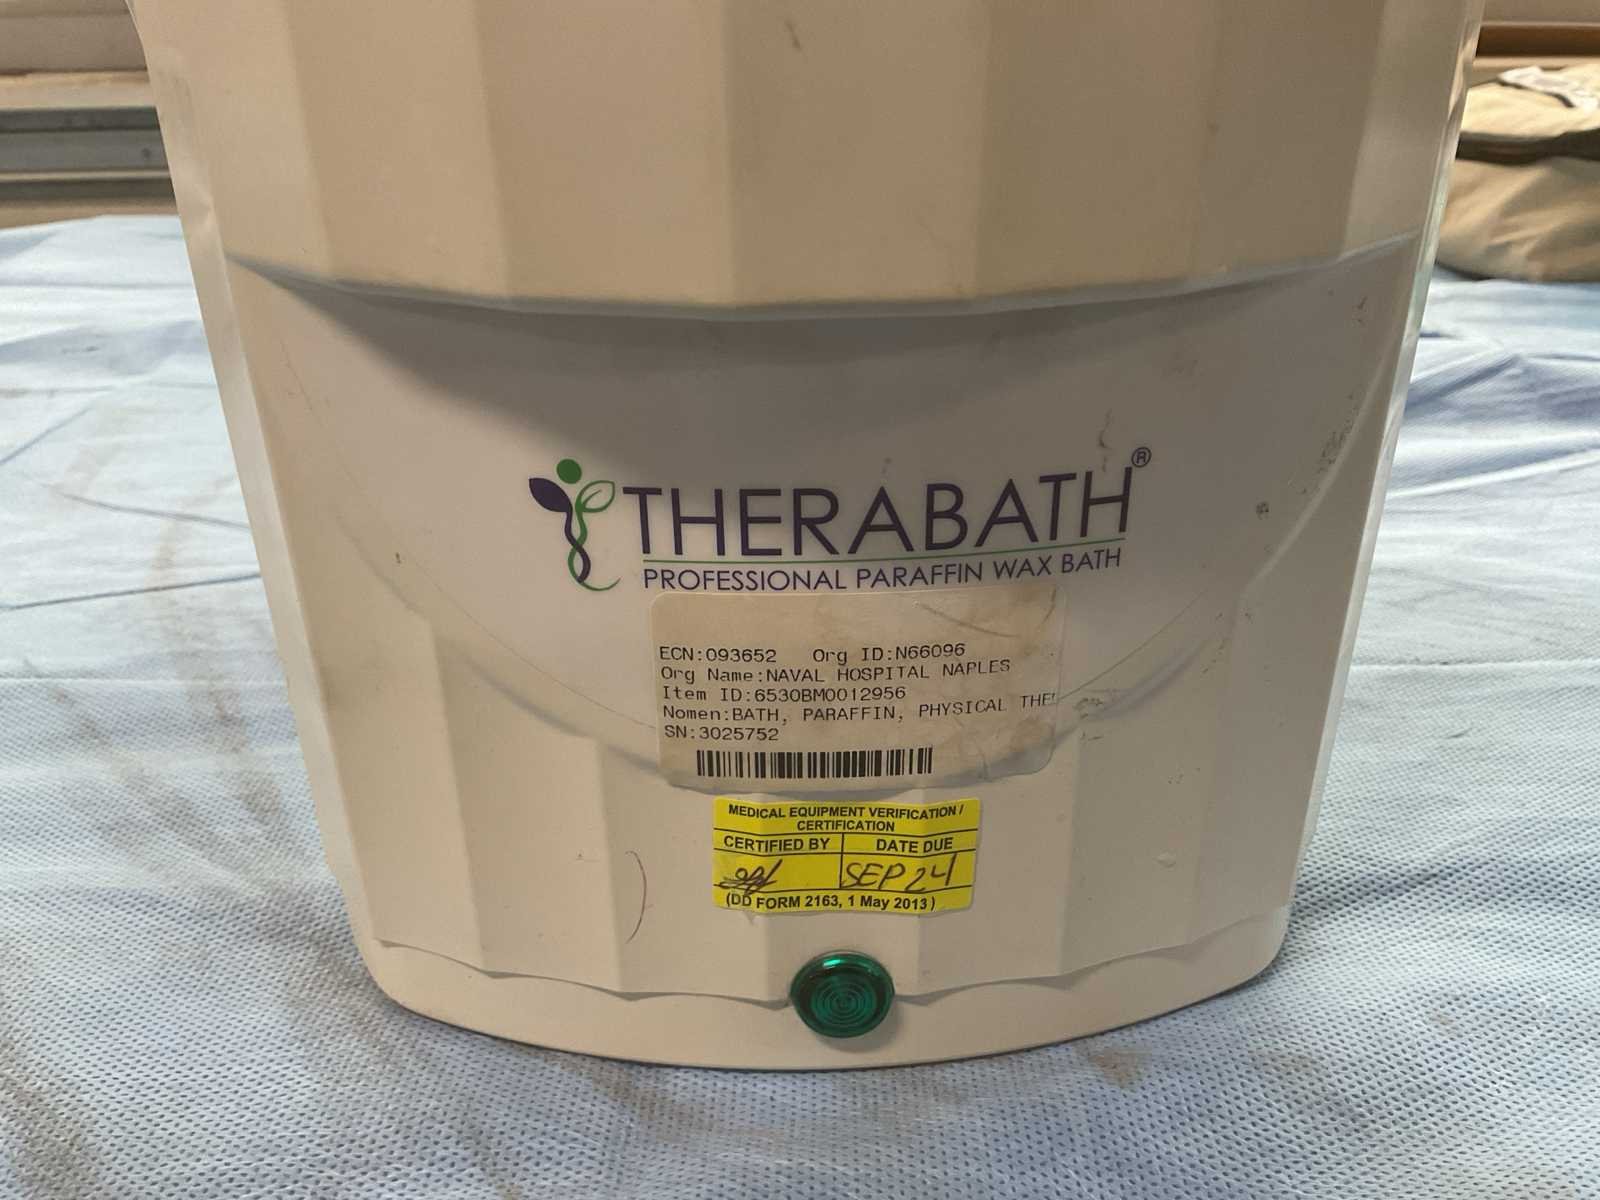 THERABATH®
PROFESSIONAL PARAFFIN WAX BATH
ECN:093652 Org ID:N66096
Org Name:NAVAL HOSPITAL NAPLES
Item ID:6530BM0012956
Nomen:BATH, PARAFFIN, PHYSICAL THE
SN:3025752
MEDICAL EQUIPMENT VERIFICATION /
CERTIFICATION
CERTIFIED BY DATE DUE
SEP 24
(DD FORM 2163, 1 May 2013)